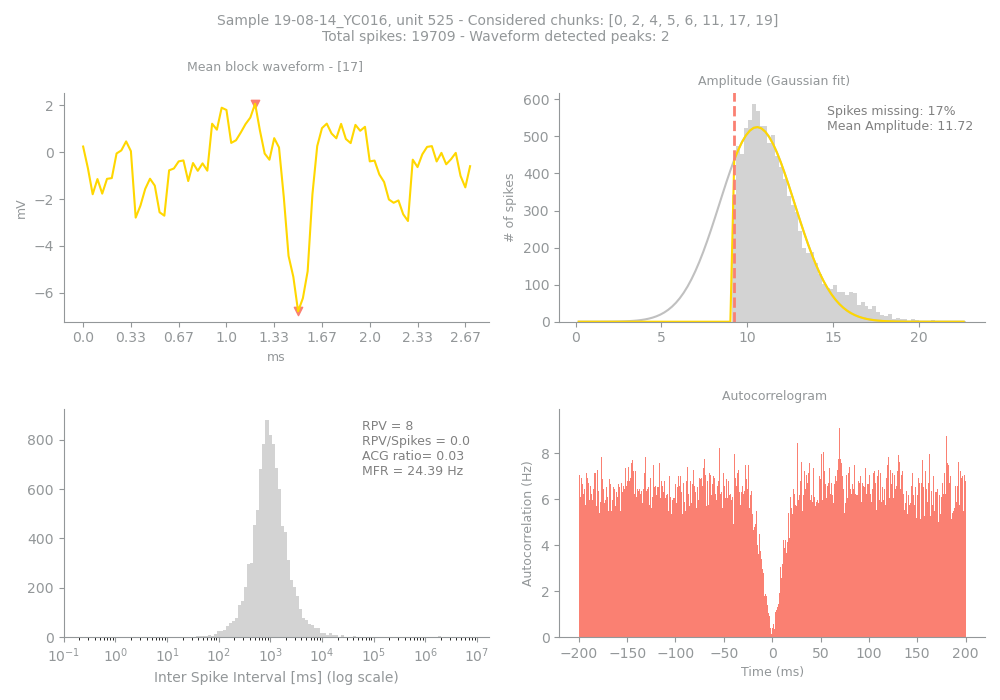 Sample 19-08-14_YC016, unit 525 - Considered chunks: [0, 2, 4, 5, 6, 11, 17, 19]
Total spikes: 19709 - Waveform detected peaks: 2
Mean block waveform - [17]
mV
2
0
−2
−4
−6
0.0 0.33 0.67 1.0 1.33 1.67 2.0 2.33 2.67
ms
Amplitude (Gaussian fit)
Spikes missing: 17%
Mean Amplitude: 11.72
# of spikes
600
500
400
300
200
100
0
0 5 10 15 20
RPV = 8
RPV/Spikes = 0.0
ACG ratio= 0.03
MFR = 24.39 Hz
800
600
400
200
0
10⁻¹ 10⁰ 10¹ 10² 10³ 10⁴ 10⁵ 10⁶ 10⁷
Inter Spike Interval [ms] (log scale)
Autocorrelogram
Autocorrelation (Hz)
8
6
4
2
0
−200 −150 −100 −50 0 50 100 150 200
Time (ms)